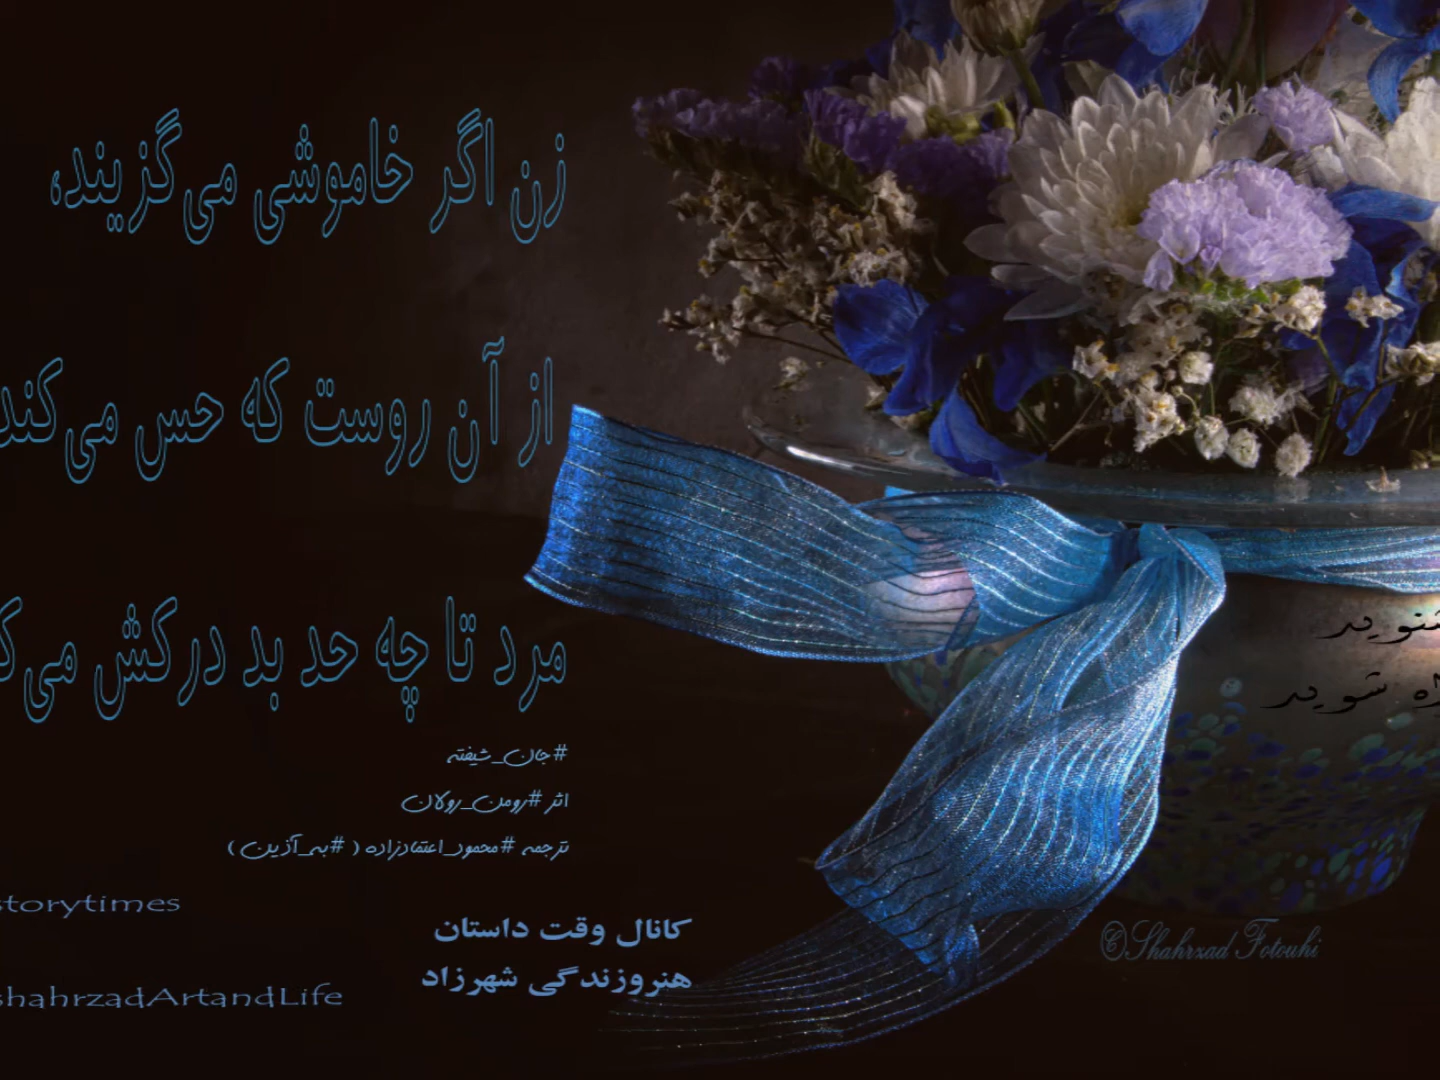 زن اگر خاموشی می‌گزیند،
از آن روست که حس می‌کند
مرد تا چه حد بد درکش می‌ک
#جان_شیفته
اثر #رومن_رولان
ترجمه #محمود_اعتمادزاده ( #به_آذین )
storytimes
کانال وقت داستان
shahrzadArtandLife
هنروزندگی شهرزاد
شوید
©Shahrzad Fotouhi